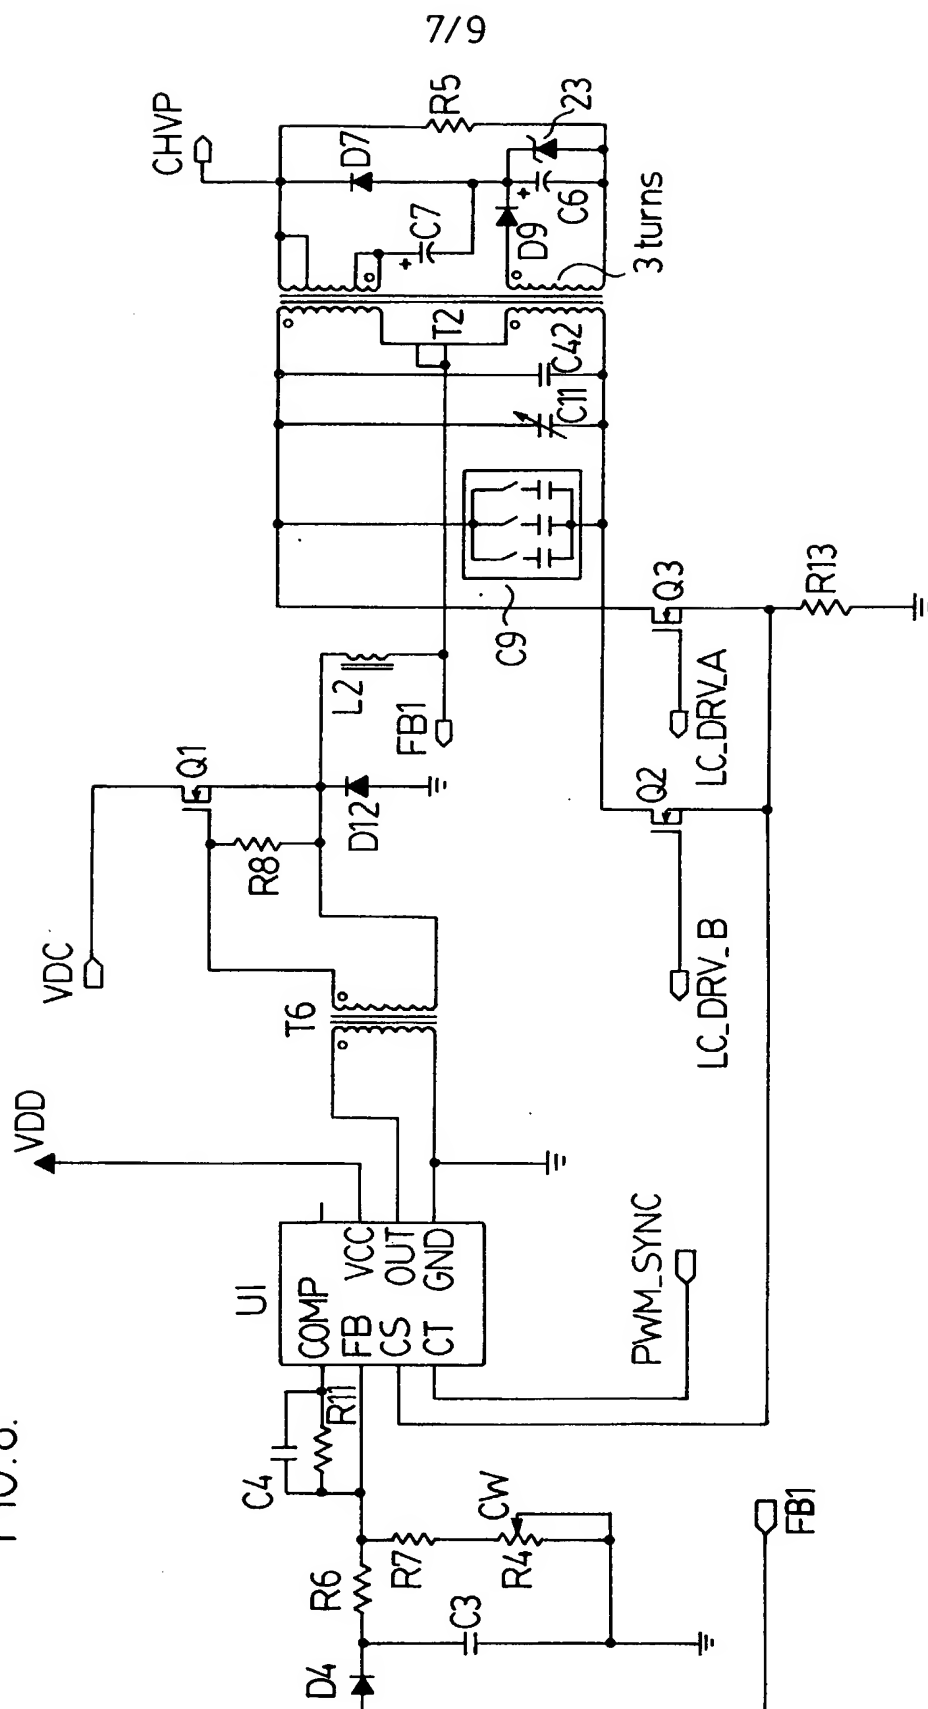 7/9
CHVP
R5
D7
23
C7
D9
C6
3 turns
T2
C42
C11
C9
Q3
R13
LC_DRV_A
L2
FB1
Q1
D12
Q2
R8
VDC
LC_DRV_B
T6
VDD
PWM_SYNC
U1
COMP
VCC
FB
OUT
CS
GND
CT
R11
C4
CW
R7
R4
R6
C3
D4
FB1